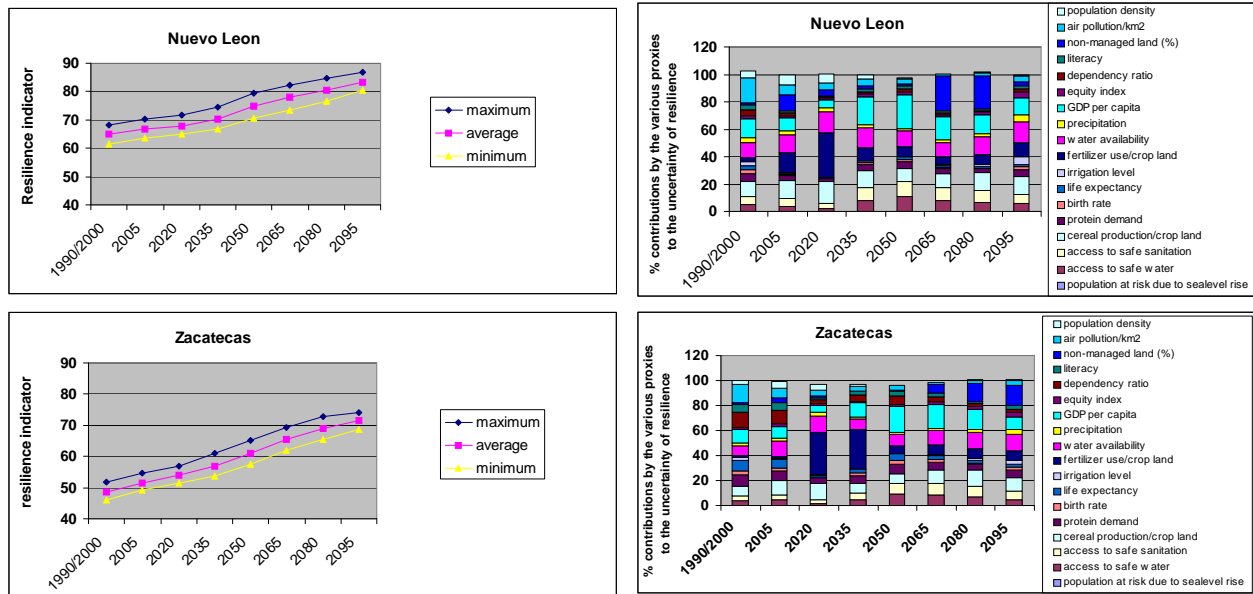 Nuevo Leon
Resilience indicator
90
80
70
60
50
40
1990/2000
2005
2020
2035
2050
2065
2080
2095
maximum
average
minimum
Nuevo Leon
% contributions by the various proxies
to the uncertainty of resilience
120
100
80
60
40
20
0
1990/2000
2005
2020
2035
2050
2065
2080
2095
population density
air pollution/km2
non-managed land (%)
literacy
dependency ratio
equity index
GDP per capita
precipitation
water availability
fertilizer use/crop land
irrigation level
life expectancy
birth rate
protein demand
cereal production/crop land
access to safe sanitation
access to safe water
population at risk due to sealevel rise
Zacatecas
resilience indicator
90
80
70
60
50
40
1990/2000
2005
2020
2035
2050
2065
2080
2095
maximum
average
minimum
Zacatecas
% contributions by the various proxies
to the uncertainty of resilience
120
100
80
60
40
20
0
1990/2000
2005
2020
2035
2050
2065
2080
2095
population density
air pollution/km2
non-managed land (%)
literacy
dependency ratio
equity index
GDP per capita
precipitation
water availability
fertilizer use/crop land
irrigation level
life expectancy
birth rate
protein demand
cereal production/crop land
access to safe sanitation
access to safe water
population at risk due to sealevel rise